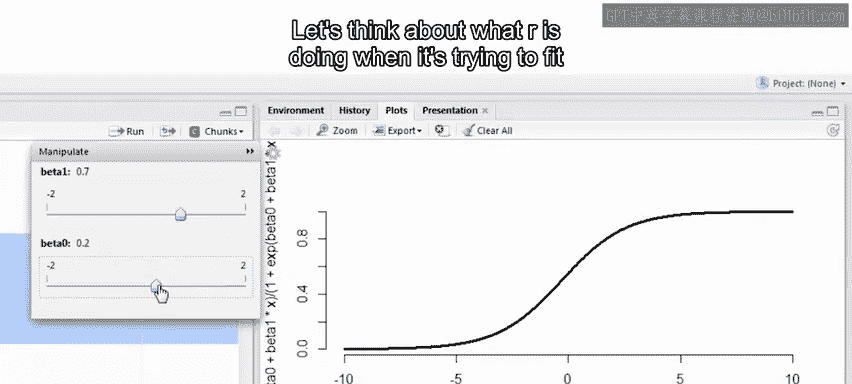 Let's think about what r is
doing when it's trying to fit
Project: (None)
Environment History Plots Presentation
Run Chunks
Zoom Export Clear All
Manipulate
beta1: 0.7
-2 2
beta0: 0.2
-2 2
ta0 + beta1 * x)/(1 + exp(beta0 + beta1 * x
0.8
0.4
0.0
-10 -5 0 5 10